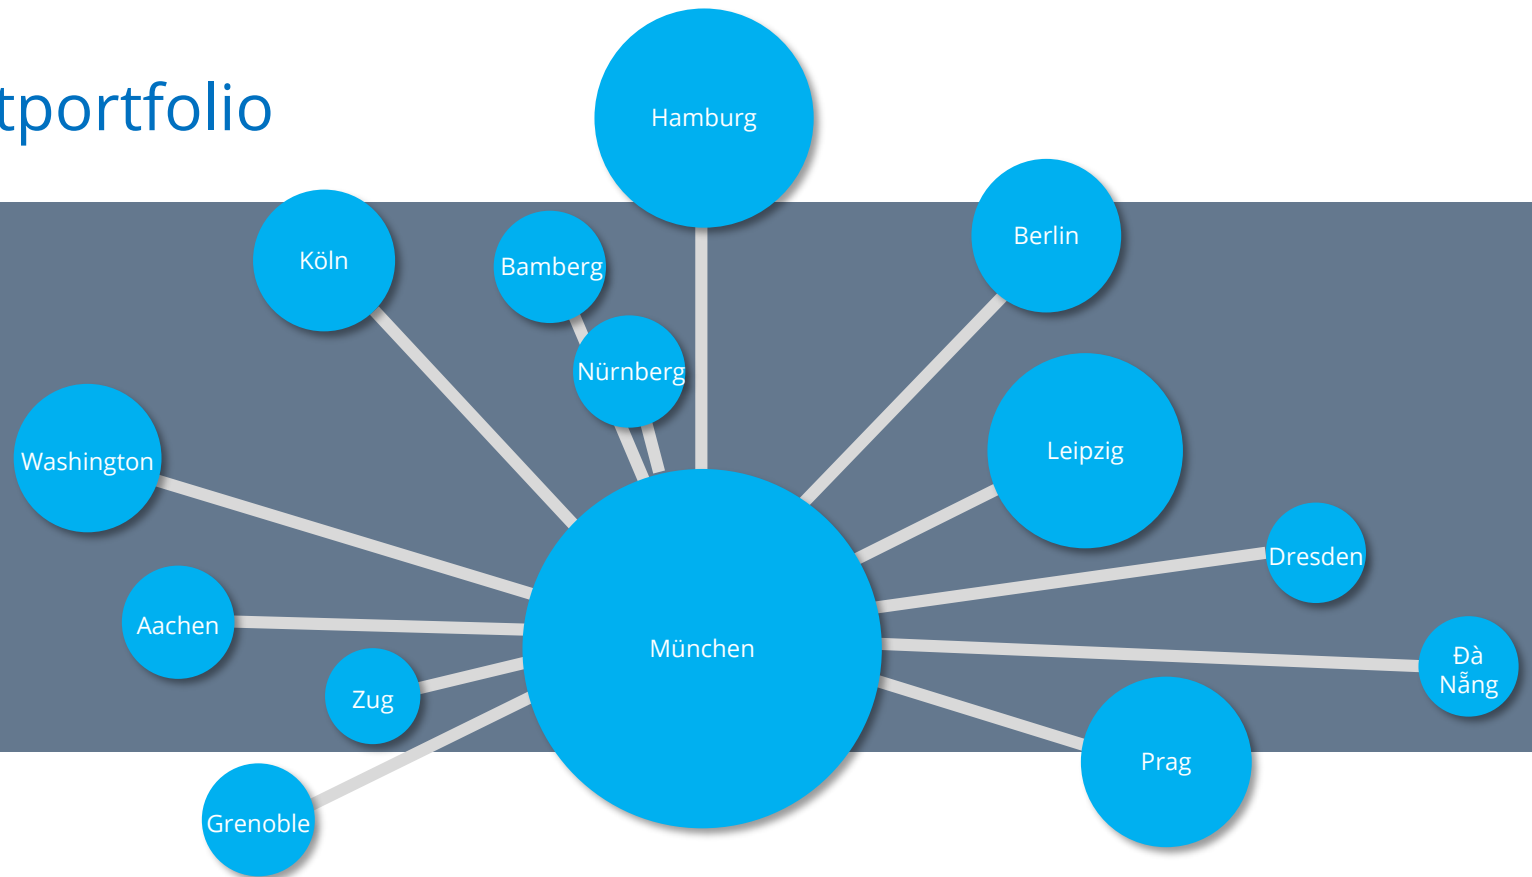 tportfolio
Hamburg
Berlin
Köln
Bamberg
Nürnberg
Leipzig
Washington
Dresden
Aachen
München
Đà
Nẵng
Zug
Prag
Grenoble